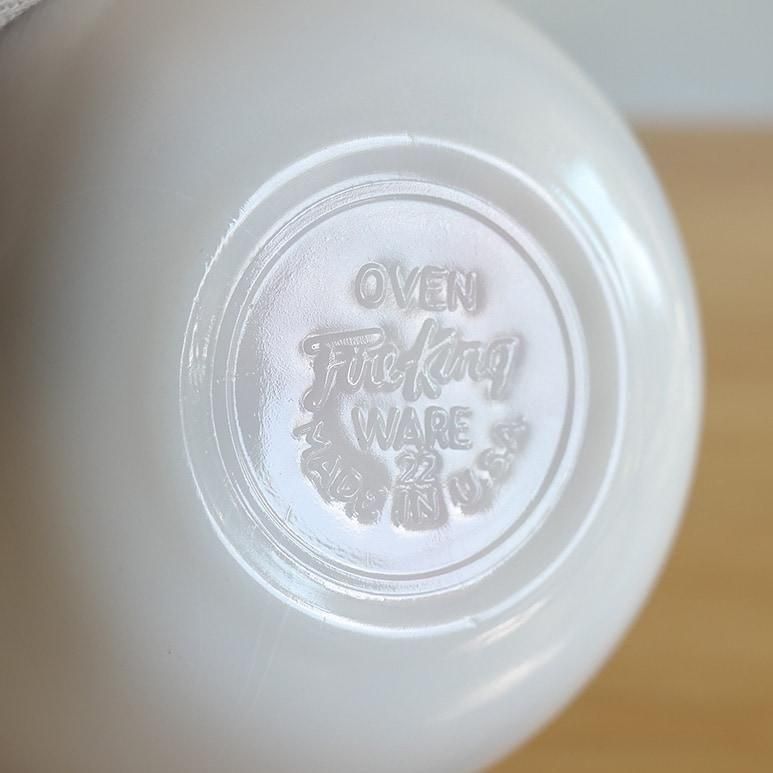 OVEN
Fire-King
WARE
22
MADE IN U.S.A